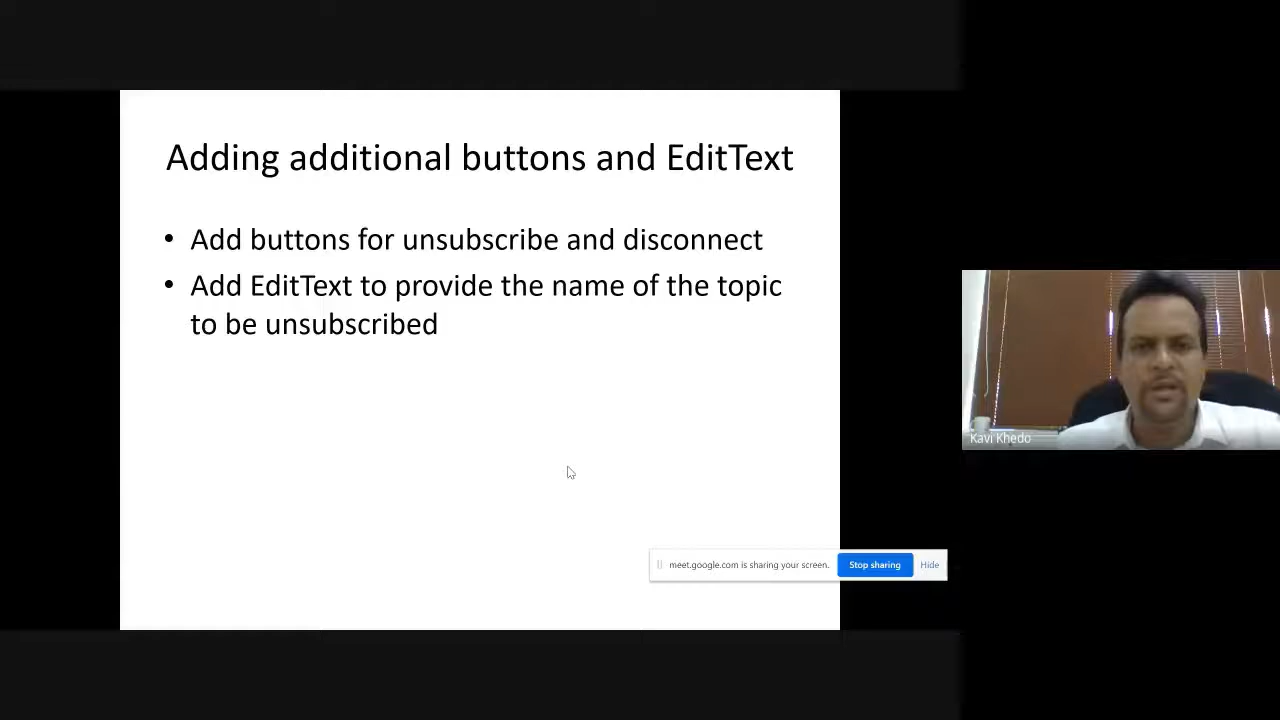 Adding additional buttons and EditText
• Add buttons for unsubscribe and disconnect
• Add EditText to provide the name of the topic
to be unsubscribed
Kavi Khedo
meet.google.com is sharing your screen. Stop sharing Hide